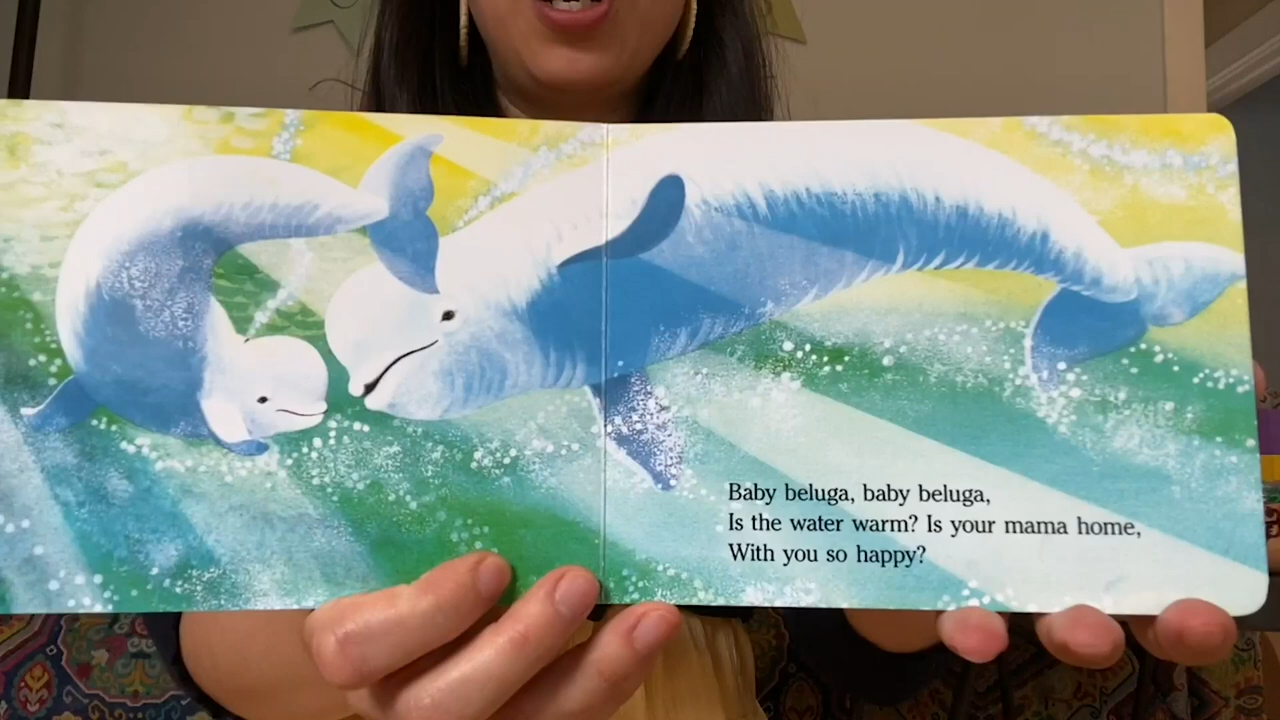 Baby beluga, baby beluga,
Is the water warm? Is your mama home,
With you so happy?